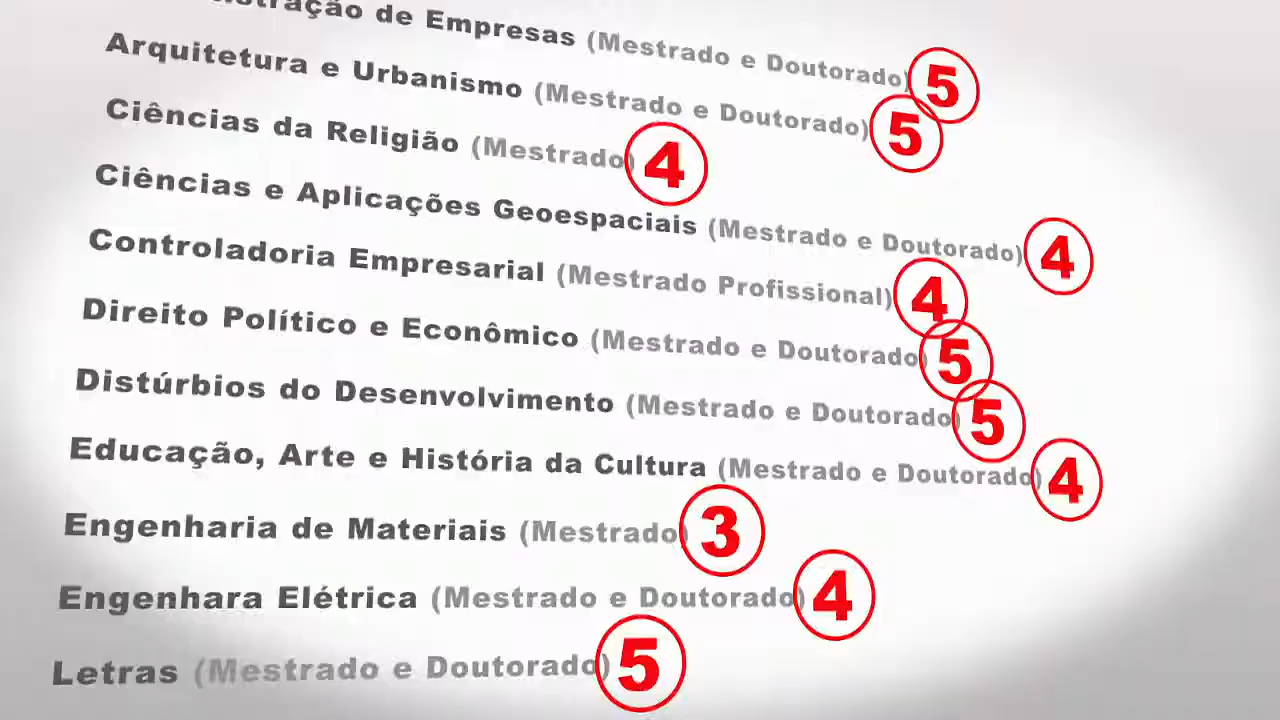 de Empresas (Mestrado e Doutorado) 5
Arquitetura e Urbanismo (Mestrado e Doutorado) 5
Ciências da Religião (Mestrado) 4
Ciências e Aplicações Geoespaciais (Mestrado e Doutorado) 4
Controladoria Empresarial (Mestrado Profissional) 4
Direito Político e Econômico (Mestrado e Doutorado) 5
Distúrbios do Desenvolvimento (Mestrado e Doutorado) 5
Educação, Arte e História da Cultura (Mestrado e Doutorado) 4
Engenharia de Materiais (Mestrado) 3
Engenhara Elétrica (Mestrado e Doutorado) 4
Letras (Mestrado e Doutorado) 5